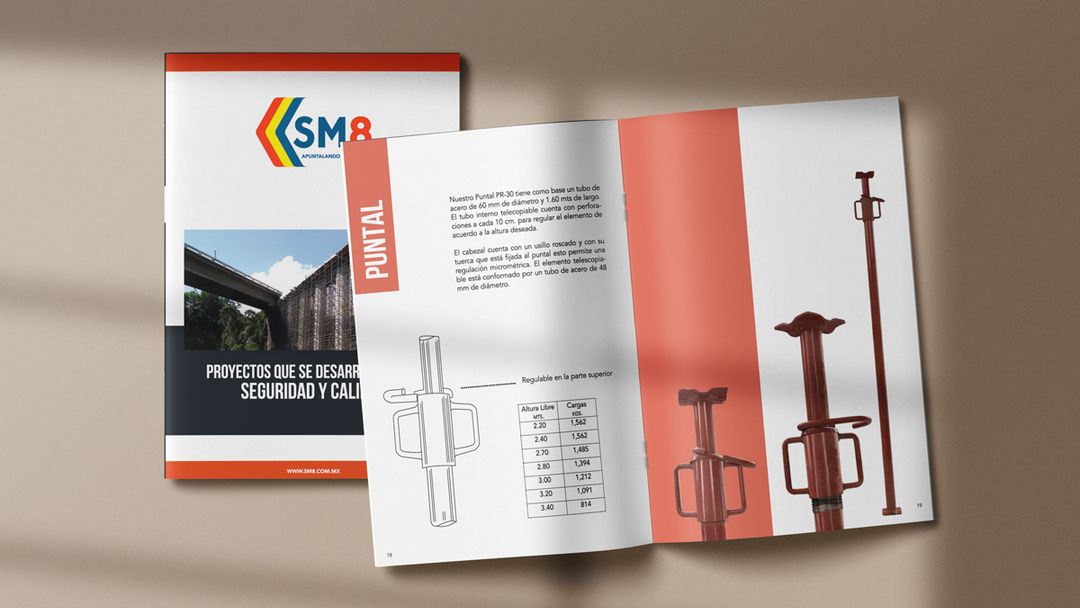 SM8
APUNTALANDO
PROYECTOS QUE SE
SEGURIDAD Y
WWW.SM8.COM.MX
PUNTAL
Nuestro Puntal PR-30 tiene como base un tubo de
acero de 60 mm de diámetro y 1.60 mts de largo.
El tubo interno telecopiable cuenta con perfora-
ciones a cada 10 cm. para regular el elemento de
acuerdo a la altura deseada.
El cabezal cuenta con un usillo roscado y con su
tuerca que está fijada al puntal esto permite una
regulación micrométrica. El elemento telescopia-
ble está conformado por un tubo de acero de 48
mm de diámetro.
Regulable en la parte superior
Altura Libre MTS. Cargas KGS.
2.20 1,562
2.40 1,562
2.70 1,485
2.80 1,394
3.00 1,212
3.20 1,091
3.40 814
18
19